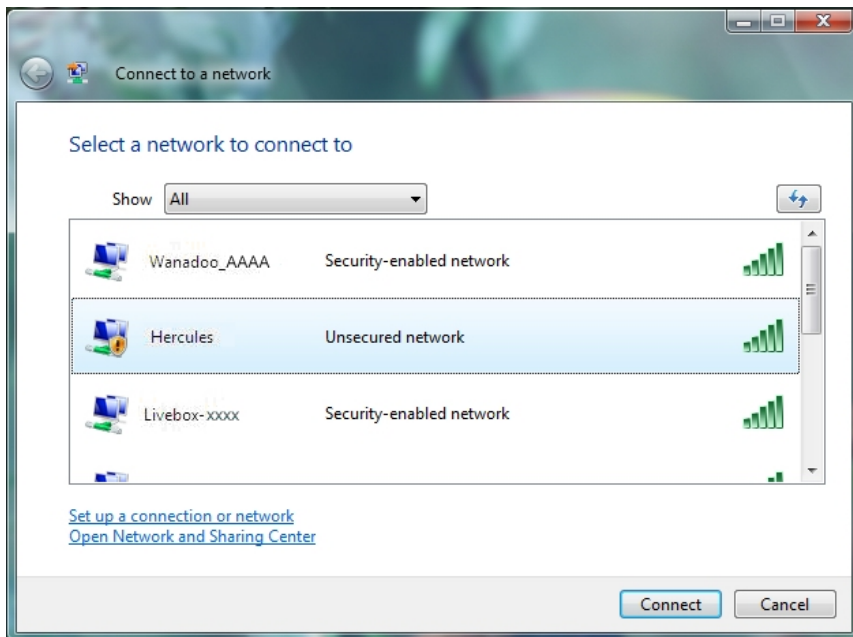 Connect to a network
Select a network to connect to
Show All
Wanadoo_AAAA Security-enabled network
Hercules Unsecured network
Livebox-xxxx Security-enabled network
Set up a connection or network
Open Network and Sharing Center
Connect Cancel